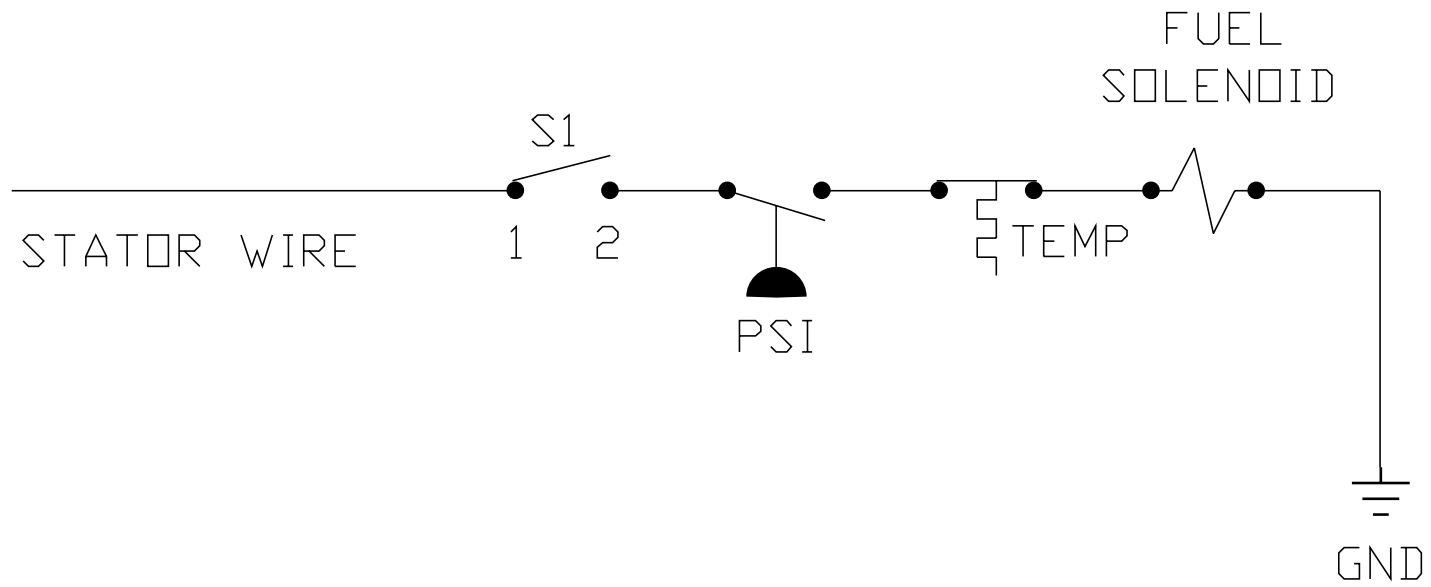 FUEL
SOLENOID
S1
STATOR WIRE
1 2
TEMP
PSI
GND